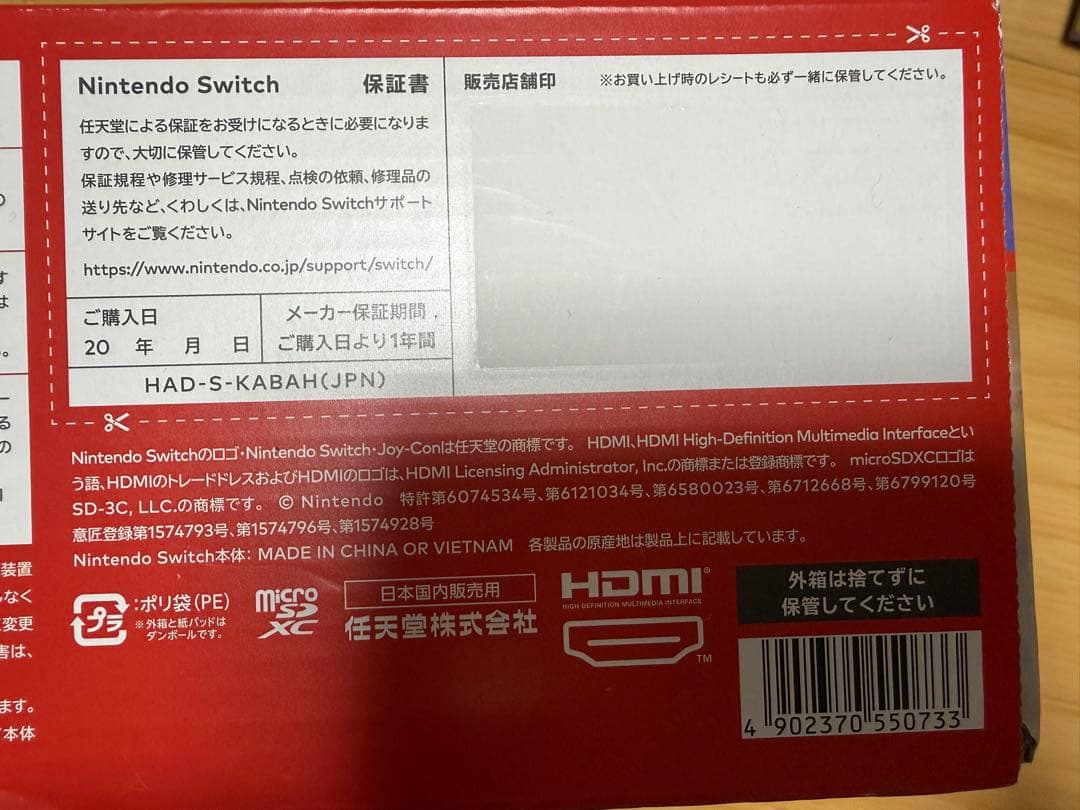 Nintendo Switch 保証書
任天堂による保証をお受けになるときに必要になりま
すので、大切に保管してください。
保証規程や修理サービス規程、点検の依頼、修理品の
送り先など、くわしくは、Nintendo Switchサポート
サイトをご覧ください。
https://www.nintendo.co.jp/support/switch/
ご購入日
20 年 月 日
メーカー保証期間
ご購入日より1年間
HAD-S-KABAH(JPN)
販売店舗印 ※お買い上げ時のレシートも必ず一緒に保管してください。
Nintendo Switchのロゴ・Nintendo Switch・Joy-Conは任天堂の商標です。 HDMI、HDMI High-Definition Multimedia Interfaceとい
う語、HDMIのトレードドレスおよびHDMIのロゴは、HDMI Licensing Administrator, Inc.の商標または登録商標です。 microSDXCロゴは
SD-3C, LLC.の商標です。 © Nintendo 特許第6074534号、第6121034号、第6580023号、第6712668号、第6799120号
意匠登録第1574793号、第1574796号、第1574928号
Nintendo Switch本体: MADE IN CHINA OR VIETNAM 各製品の原産地は製品上に記載しています。
プラ
:ポリ袋(PE)
※外箱と紙パッドは
ダンボールです。
micro
SD
XC
日本国内販売用
任天堂株式会社
HDMI®
HIGH DEFINITION MULTIMEDIA INTERFACE
TM
外箱は捨てずに
保管してください
4 902370 550733
の
す
は
。
ー
る
の
装置
なく
変更
害は、
ます。
本体